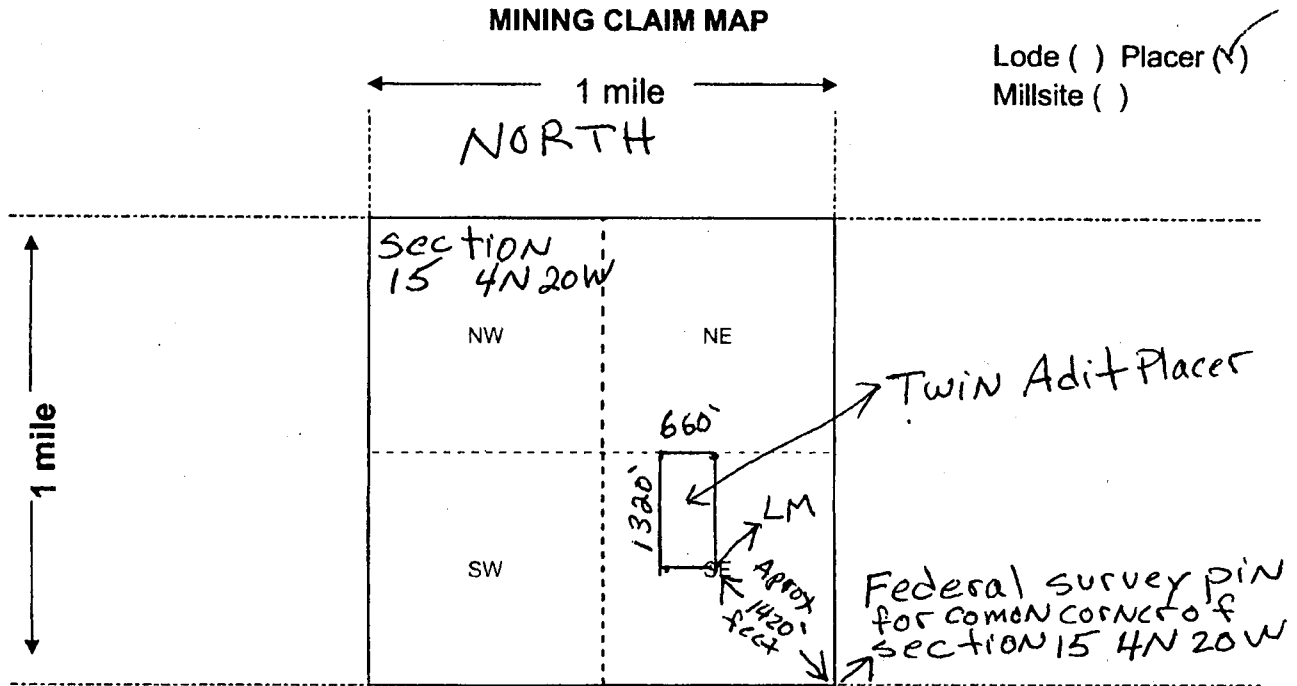 MINING CLAIM MAP
Lode ( ) Placer (√)
Millsite ( )
1 mile
NORTH
section
15 4N 20W
NW
NE
Twin Adit Placer
660'
1 mile
1320'
LM
SW
SE
Aprox
1420'
feet
Federal survey pin
for comon corner of
section 15 4N 20W